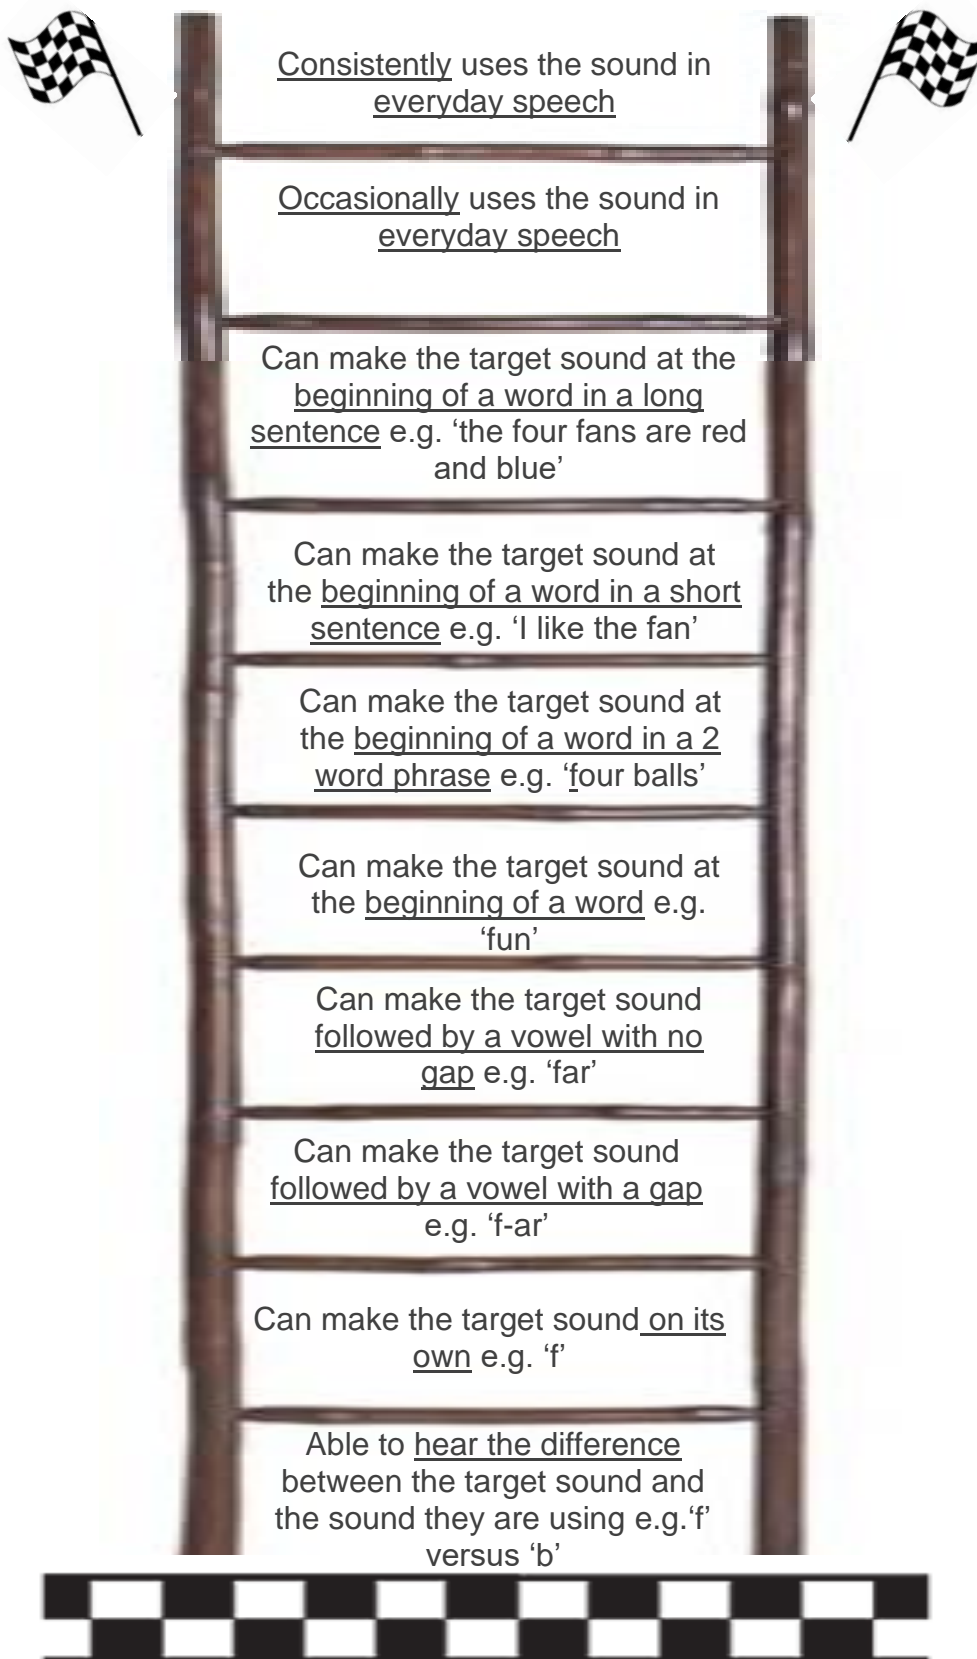 Consistently uses the sound in
everyday speech
Occasionally uses the sound in
everyday speech
Can make the target sound at the
beginning of a word in a long
sentence e.g. ‘the four fans are red
and blue’
Can make the target sound at
the beginning of a word in a short
sentence e.g. ‘I like the fan’
Can make the target sound at
the beginning of a word in a 2
word phrase e.g. ‘four balls’
Can make the target sound at
the beginning of a word e.g.
‘fun’
Can make the target sound
followed by a vowel with no
gap e.g. ‘far’
Can make the target sound
followed by a vowel with a gap
e.g. ‘f-ar’
Can make the target sound on its
own e.g. ‘f’
Able to hear the difference
between the target sound and
the sound they are using e.g.‘f’
versus ‘b’